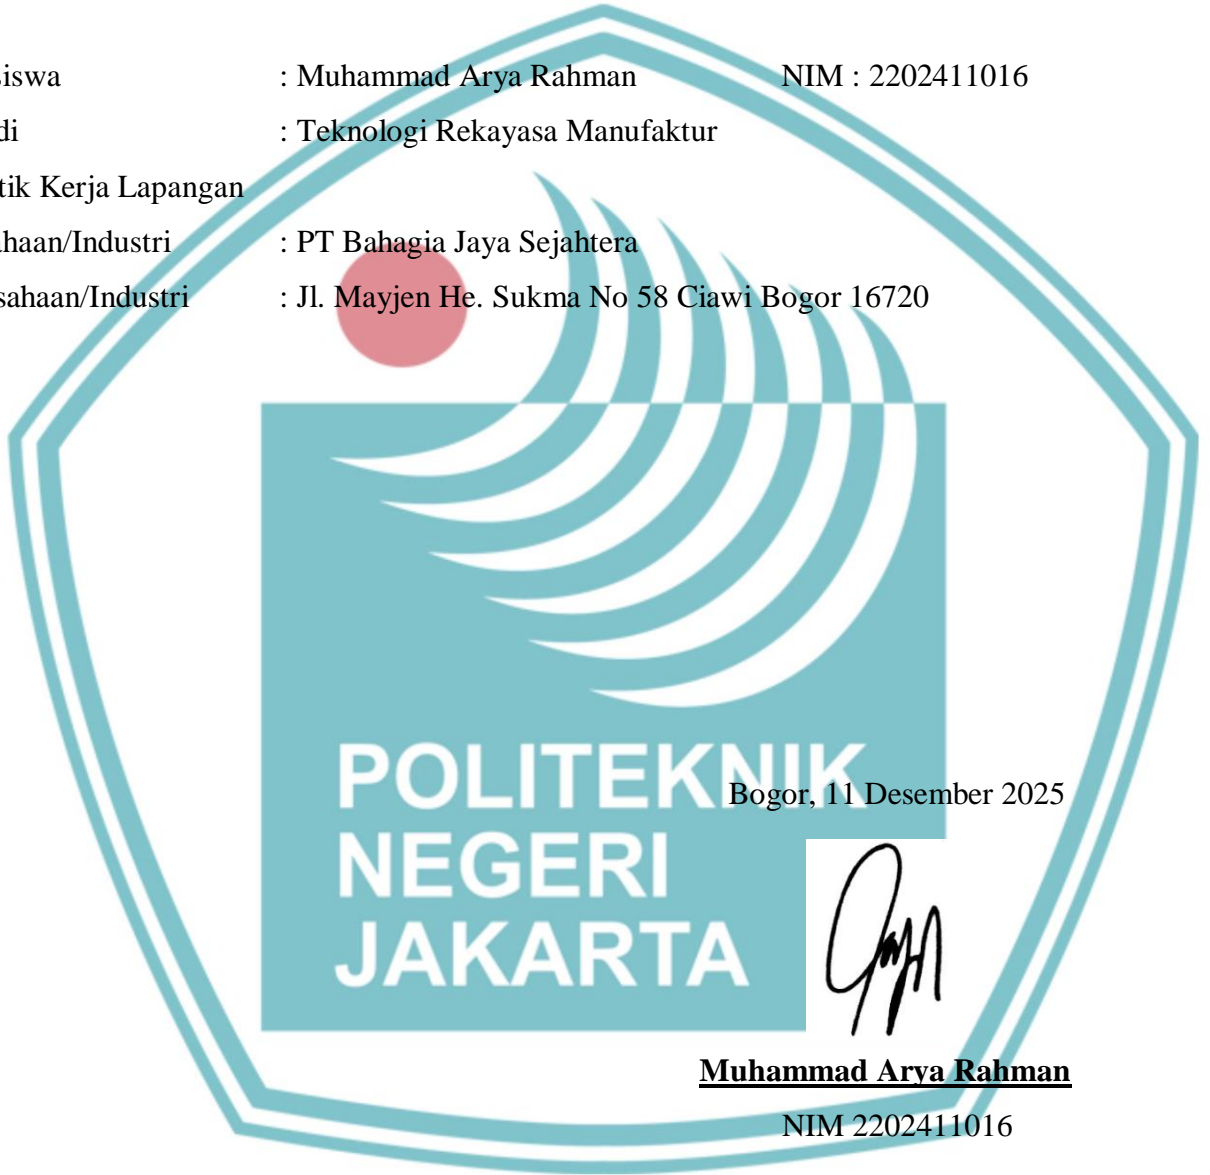 siswa : Muhammad Arya Rahman NIM : 2202411016
di : Teknologi Rekayasa Manufaktur
tik Kerja Lapangan
ahaan/Industri : PT Bahagia Jaya Sejahtera
sahaan/Industri : Jl. Mayjen He. Sukma No 58 Ciawi Bogor 16720
POLITEKNIK
NEGERI
JAKARTA
Bogor, 11 Desember 2025
Muhammad Arya Rahman
NIM 2202411016